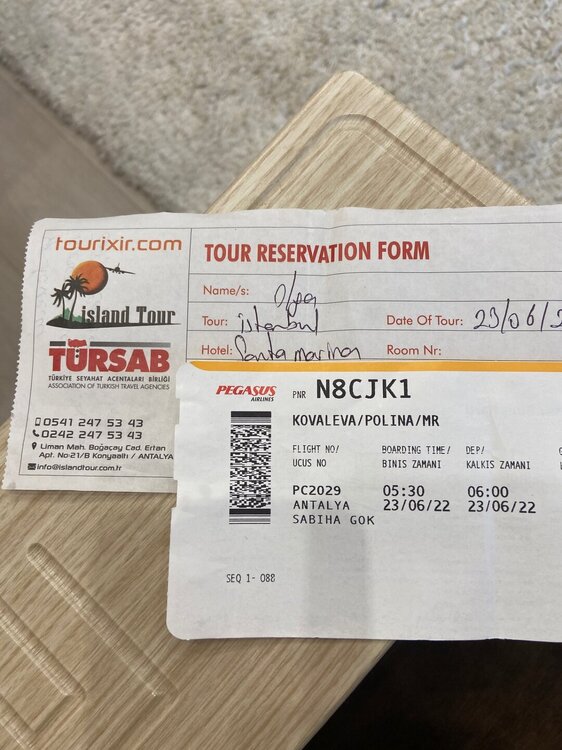 tourixir.com
island Tour
TÜRSAB
TÜRKİYE SEYAHAT ACENTALARI BİRLİĞİ
ASSOCIATION OF TURKISH TRAVEL AGENCIES
0541 247 53 43
0242 247 53 43
Liman Mah. Boğaçay Cad. Ertan
Apt. No:21/B Konyaaltı / ANTALYA
info@islandtour.com.tr
TOUR RESERVATION FORM
Name/s: Olga
Tour: istanbul Date Of Tour: 23/06/2
Hotel: Santa marina Room Nr:
PEGASUS
AIRLINES
PNR N8CJK1
KOVALEVA/POLINA/MR
FLIGHT NO/ BOARDING TIME/ DEP/
UCUS NO BINIS ZAMANI KALKIS ZAMANI
PC2029 05:30 06:00
ANTALYA 23/06/22 23/06/22
SABIHA GOK
SEQ 1- 088